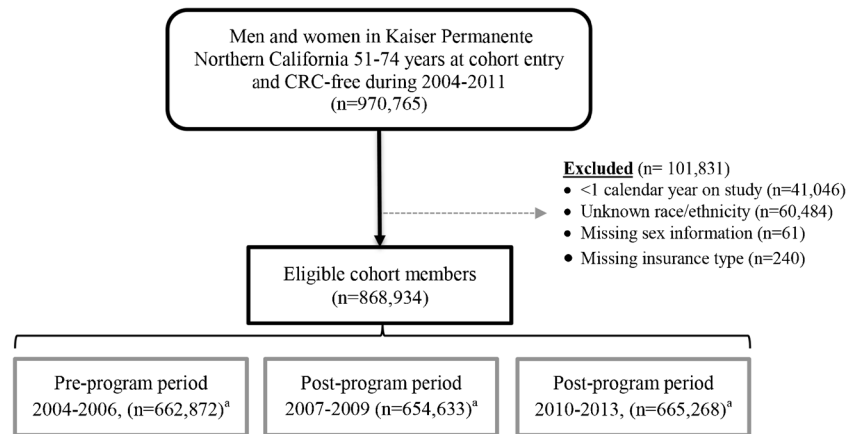 Men and women in Kaiser Permanente
Northern California 51-74 years at cohort entry
and CRC-free during 2004-2011
(n=970,765)
Excluded (n= 101,831)
• <1 calendar year on study (n=41,046)
• Unknown race/ethnicity (n=60,484)
• Missing sex information (n=61)
• Missing insurance type (n=240)
Eligible cohort members
(n=868,934)
Pre-program period
2004-2006, (n=662,872)ᵃ
Post-program period
2007-2009 (n=654,633)ᵃ
Post-program period
2010-2013, (n=665,268)ᵃ